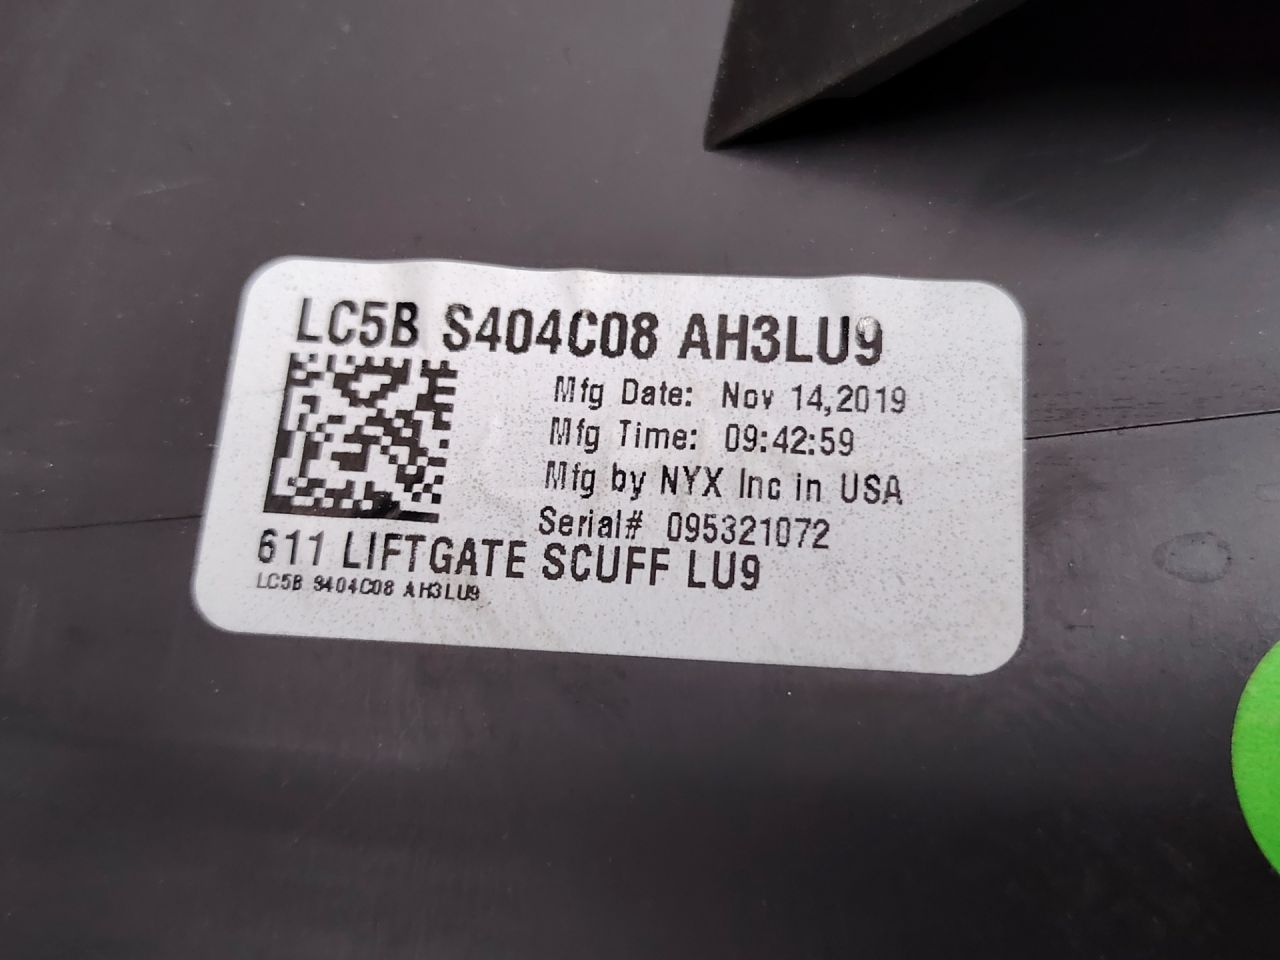 LC5B S404C08 AH3LU9
Mfg Date: Nov 14,2019
Mfg Time: 09:42:59
Mfg by NYX Inc in USA
Serial# 095321072
611 LIFTGATE SCUFF LU9
LC5B S404C08 AH3LU9